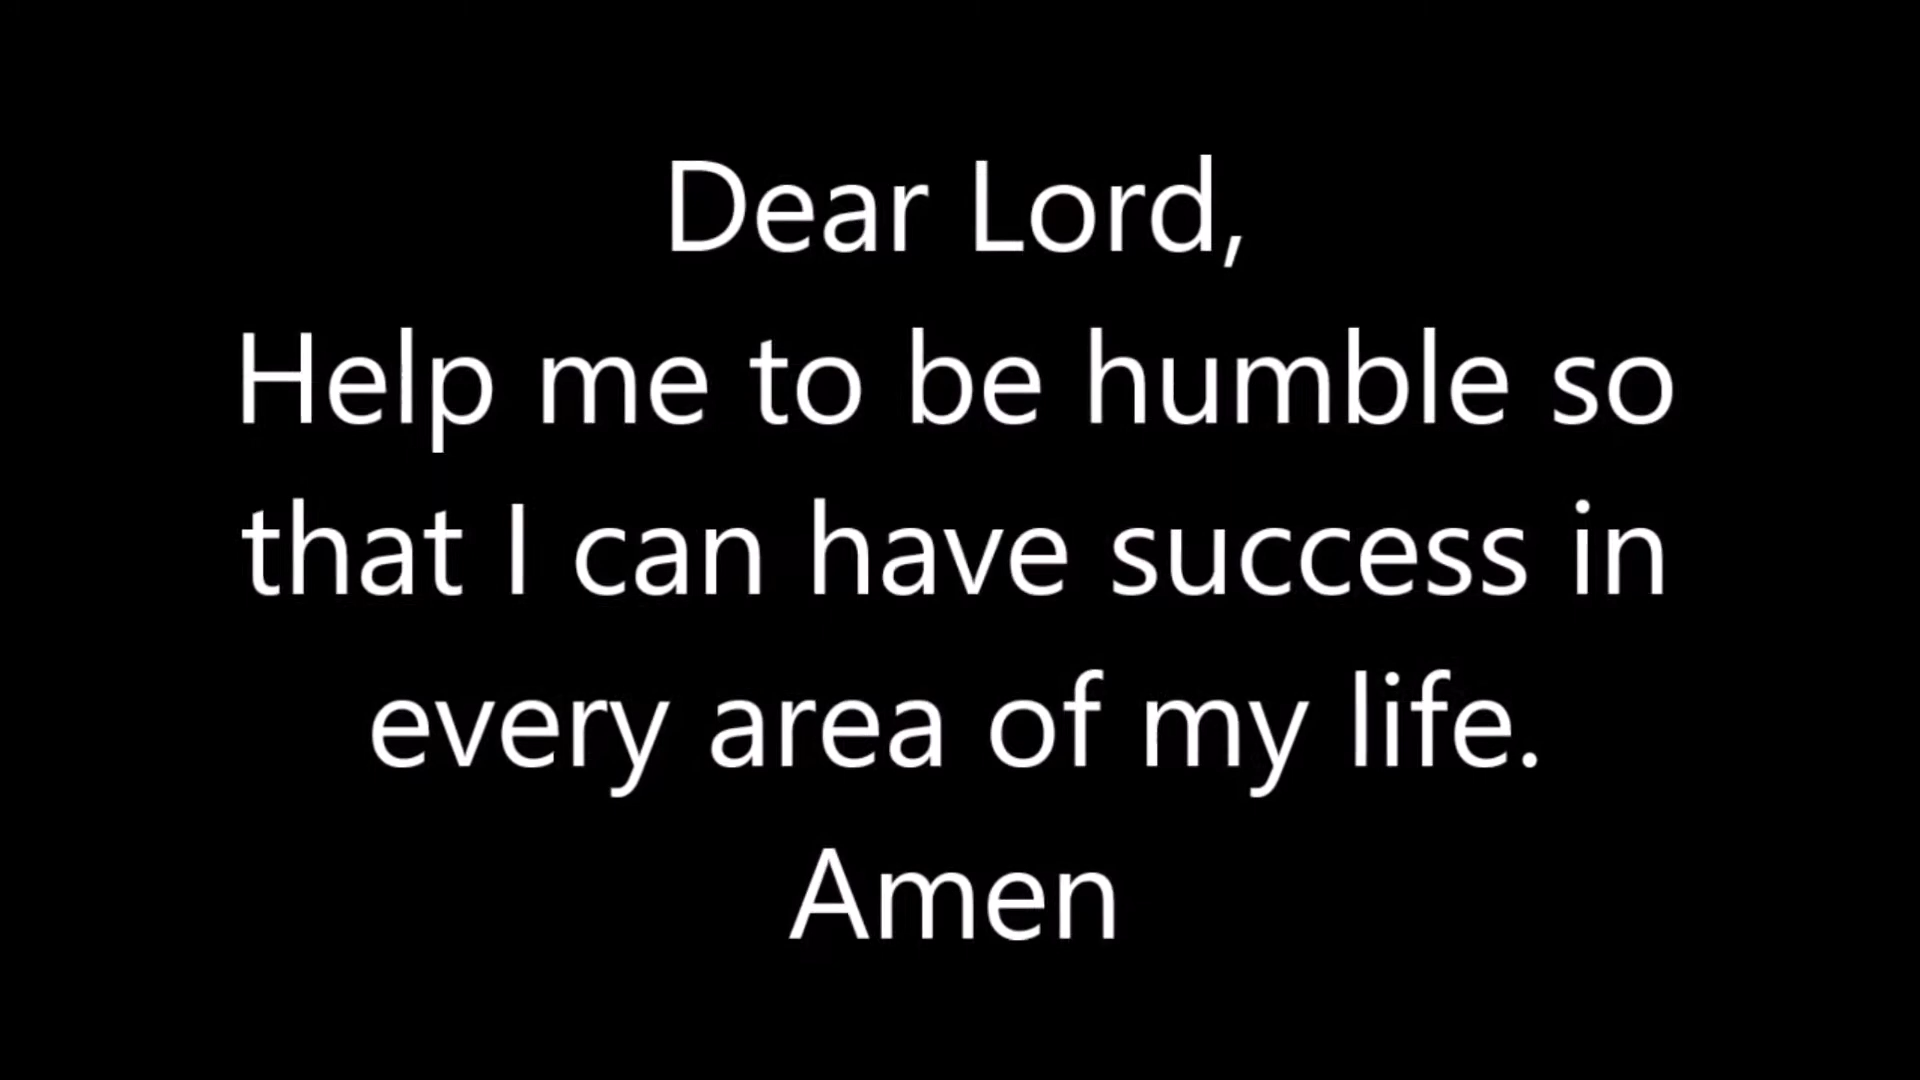 Dear Lord,
Help me to be humble so
that I can have success in
every area of my life.
Amen